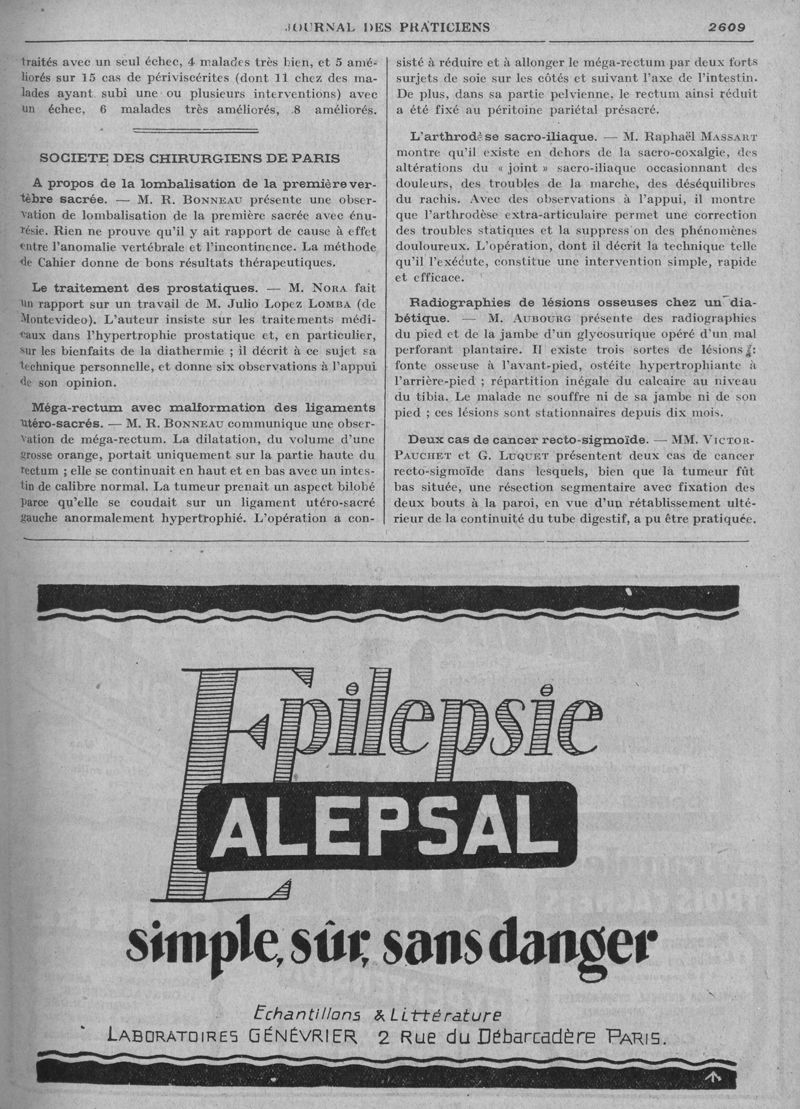 JOURNAL DES PRATICIENS 2609
traités avec un seul échec, 4 malades très bien, et 5 amé-
liorés sur 15 cas de périviscérites (dont 11 chez des ma-
lades ayant subi une ou plusieurs interventions) avec
un échec, 6 malades très améliorés, 8 améliorés.
SOCIETE DES CHIRURGIENS DE PARIS
A propos de la lombalisation de la première ver-
tèbre sacrée. — M. R. BONNEAU présente une obser-
vation de lombalisation de la première sacrée avec énu-
résie. Rien ne prouve qu'il y ait rapport de cause à effet
entre l'anomalie vertébrale et l'incontinence. La méthode
de Cahier donne de bons résultats thérapeutiques.
Le traitement des prostatiques. — M. NORA fait
un rapport sur un travail de M. Julio Lopez LOMBA (de
Montevideo). L'auteur insiste sur les traitements médi-
caux dans l'hypertrophie prostatique et, en particulier,
sur les bienfaits de la diathermie ; il décrit à ce sujet sa
technique personnelle, et donne six observations à l'appui
de son opinion.
Méga-rectum avec malformation des ligaments
utéro-sacrés. — M. R. BONNEAU communique une obser-
vation de méga-rectum. La dilatation, du volume d'une
grosse orange, portait uniquement sur la partie haute du
rectum ; elle se continuait en haut et en bas avec un intes-
tin de calibre normal. La tumeur prenait un aspect bilobé
parce qu'elle se coudait sur un ligament utéro-sacré
gauche anormalement hypertrophié. L'opération a con-
sisté à réduire et à allonger le méga-rectum par deux forts
surjets de soie sur les côtés et suivant l'axe de l'intestin.
De plus, dans sa partie pelvienne, le rectum ainsi réduit
a été fixé au péritoine pariétal présacré.
L'arthrodèse sacro-iliaque. — M. Raphaël MASSART
montre qu'il existe en dehors de la sacro-coxalgie, des
altérations du « joint » sacro-iliaque occasionnant des
douleurs, des troubles de la marche, des déséquilibres
du rachis. Avec des observations à l'appui, il montre
que l'arthrodèse extra-articulaire permet une correction
des troubles statiques et la suppression des phénomènes
douloureux. L'opération, dont il décrit la technique telle
qu'il l'exédute, constitue une intervention simple, rapide
et efficace.
Radiographies de lésions osseuses chez un dia-
bétique. — M. AUBOURG présente des radiographies
du pied et de la jambe d'un glycosurique opéré d'un mal
perforant plantaire. Il existe trois sortes de lésions :
fonte osseuse à l'avant-pied, ostéite hypertrophiante à
l'arrière-pied ; répartition inégale du calcaire au niveau
du tibia. Le malade ne souffre ni de sa jambe ni de son
pied ; ces lésions sont stationnaires depuis dix mois.
Deux cas de cancer recto-sigmoïde. — MM. VICTOR-
PAUCHET et G. LUQUET présentent deux cas de cancer
recto-sigmoïde dans lesquels, bien que la tumeur fût
bas située, une résection segmentaire avec fixation des
deux bouts à la paroi, en vue d'un rétablissement ulté-
rieur de la continuité du tube digestif, a pu être pratiquée.
Epilepsie
ALEPSAL
simple, sûr, sans danger
Echantillons & Littérature
LABORATOIRES GÉNÉVRIER 2 Rue du Débarcadère PARIS.